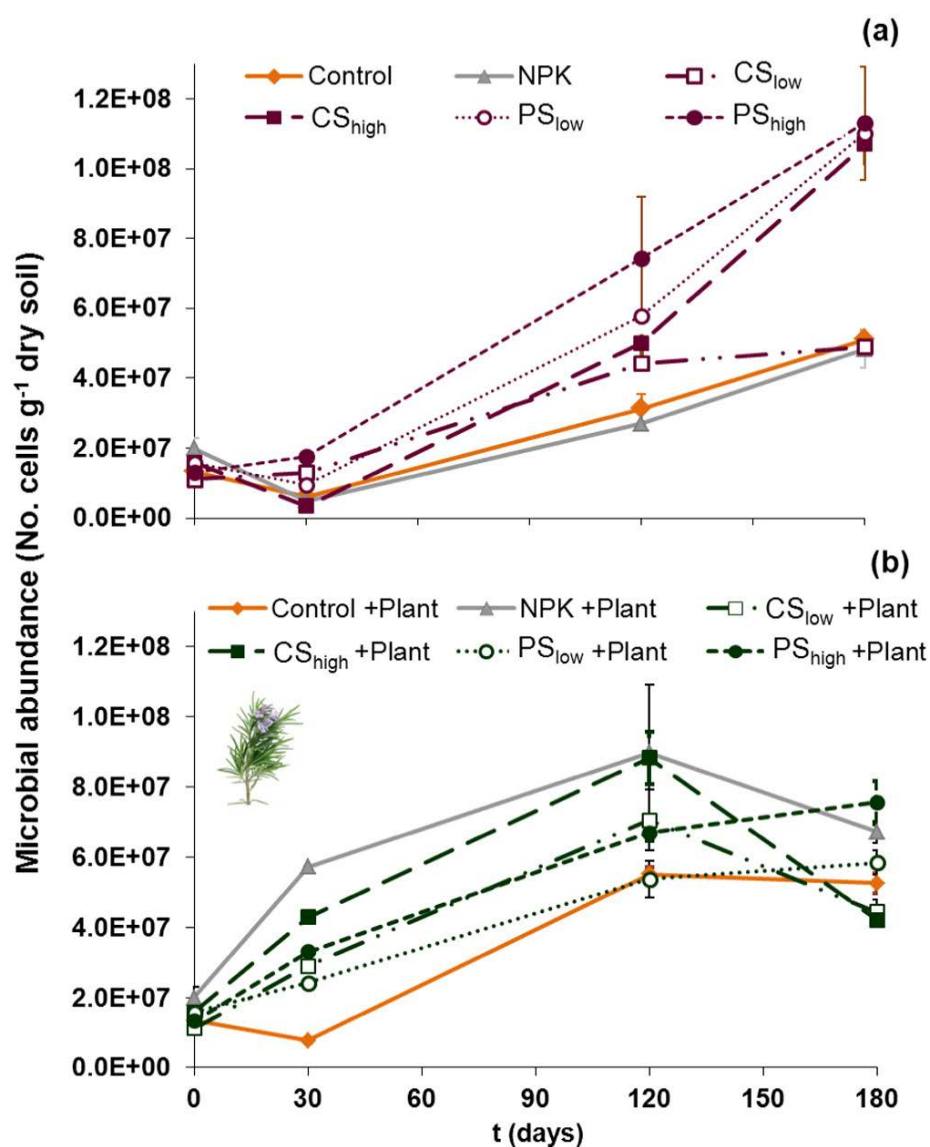 (a)
Control NPK CSlow
CShigh PSlow PShigh
1.2E+08
1.0E+08
8.0E+07
6.0E+07
4.0E+07
2.0E+07
0.0E+00
Microbial abundance (No. cells g-1 dry soil)
(b)
Control +Plant NPK +Plant CSlow +Plant
CShigh +Plant PSlow +Plant PShigh +Plant
1.2E+08
1.0E+08
8.0E+07
6.0E+07
4.0E+07
2.0E+07
0.0E+00
0 30 60 90 120 150 180
t (days)